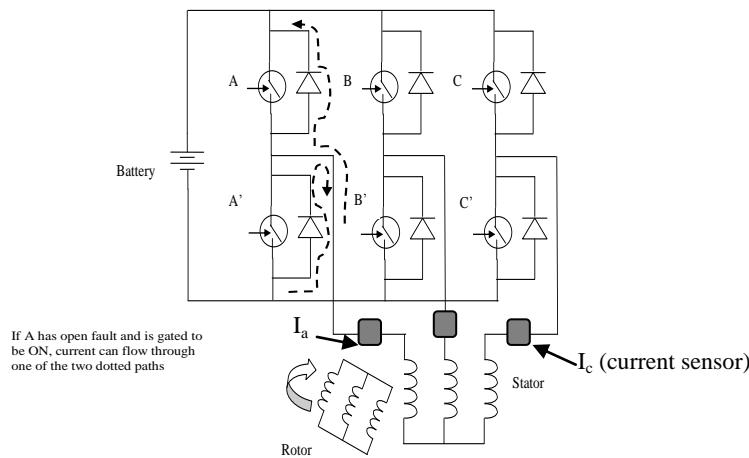 A
B
C
Battery
A'
B'
C'
If A has open fault and is gated to
be ON, current can flow through
one of the two dotted paths
Ia
Ic (current sensor)
Stator
Rotor